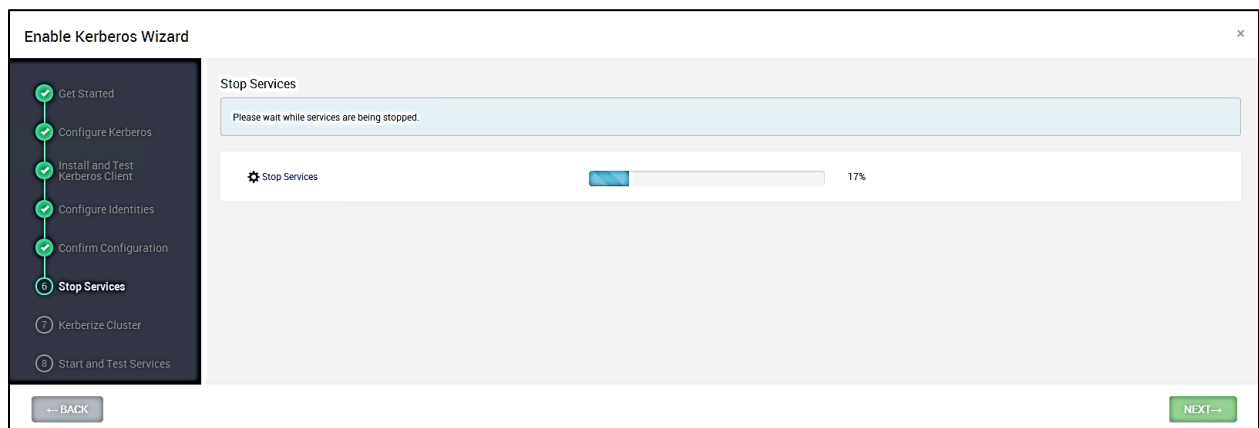 Enable Kerberos Wizard
×
Get Started
Configure Kerberos
Install and Test
Kerberos Client
Configure Identities
Confirm Configuration
6 Stop Services
7 Kerberize Cluster
8 Start and Test Services
Stop Services
Please wait while services are being stopped.
Stop Services 17%
← BACK
NEXT→